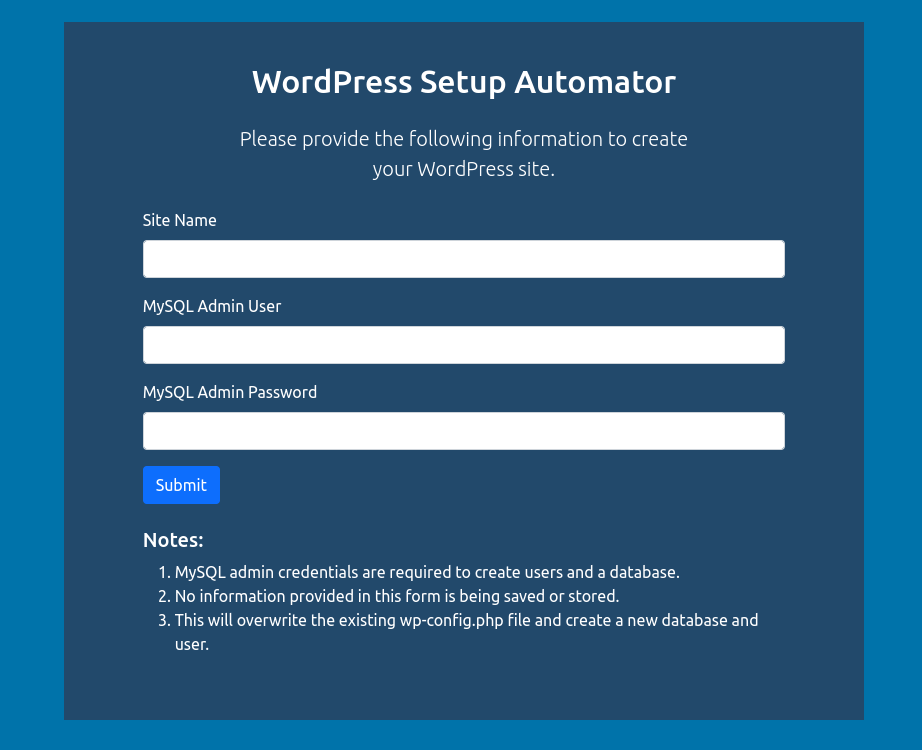 WordPress Setup Automator
Please provide the following information to create
your WordPress site.
Site Name
MySQL Admin User
MySQL Admin Password
Submit
Notes:
1. MySQL admin credentials are required to create users and a database.
2. No information provided in this form is being saved or stored.
3. This will overwrite the existing wp-config.php file and create a new database and
user.